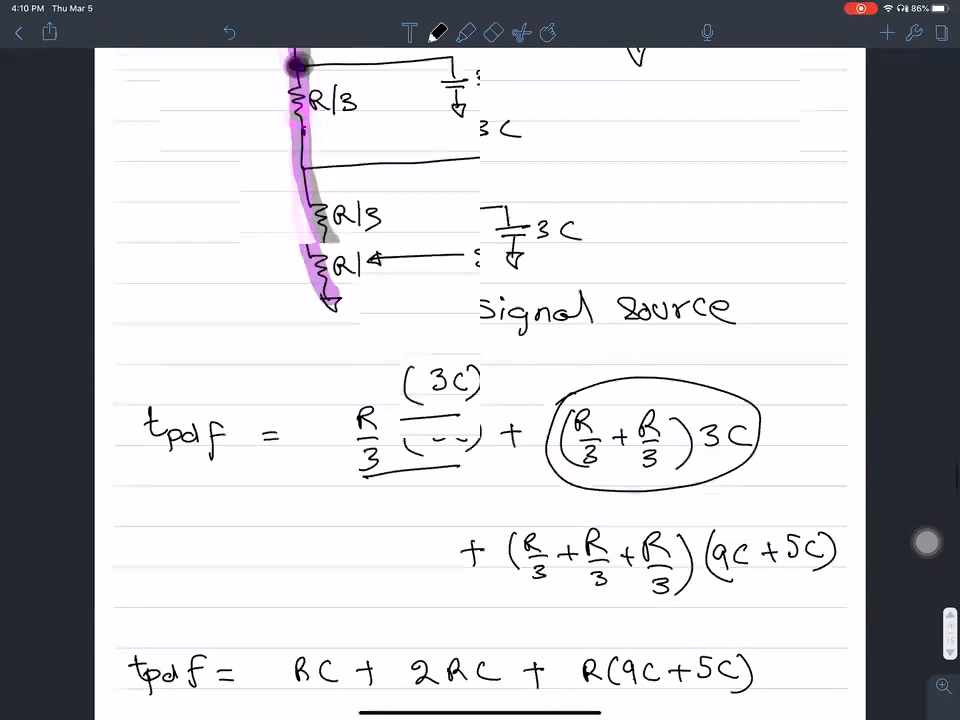 4:10 PM Thu Mar 5
86%
R/3
3C
R/3
3C
R/
signal source
(3C)
tpdf = R/3 (--) + (R/3 + R/3) 3C
+ (R/3 + R/3 + R/3) (9C + 5C)
tpdf = RC + 2RC + R(9C + 5C)